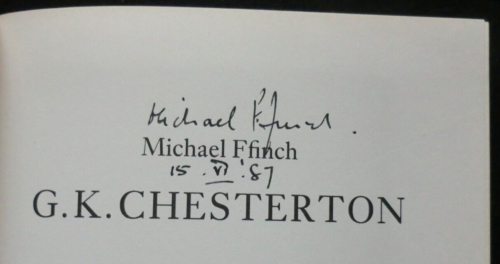 Michael Ffinch.
Michael Ffinch
15. VI '87
G.K. CHESTERTON